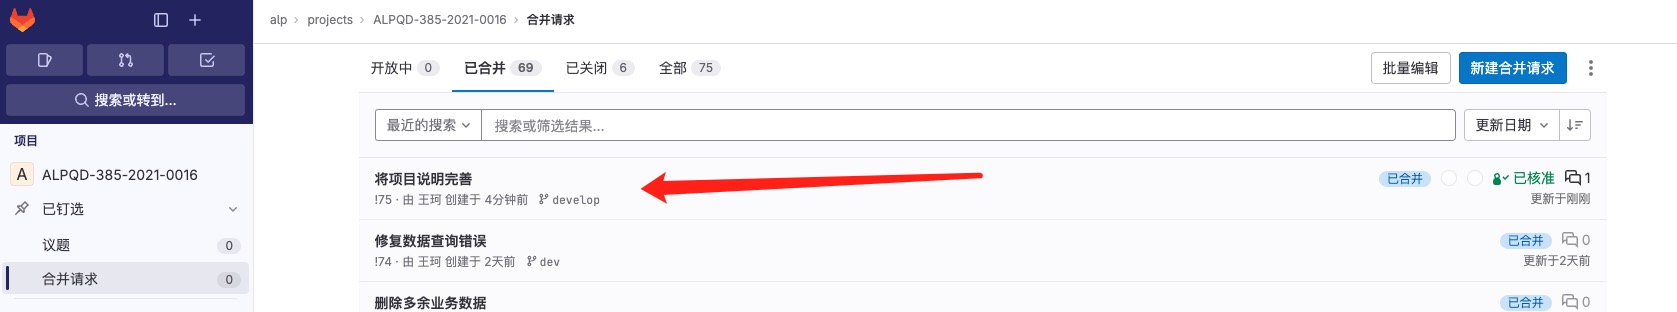 alp › projects › ALPQD-385-2021-0016 › 合并请求
搜索或转到...
项目
A ALPQD-385-2021-0016
已钉选
议题 0
合并请求 0
开放中 0 已合并 69 已关闭 6 全部 75
批量编辑 新建合并请求
最近的搜索 搜索或筛选结果... 更新日期
将项目说明完善 已合并 已核准 1
!75 · 由 王珂 创建于 4分钟前 develop 更新于刚刚
修复数据查询错误 已合并 0
!74 · 由 王珂 创建于 2天前 dev 更新于2天前
删除多余业务数据 已合并 0